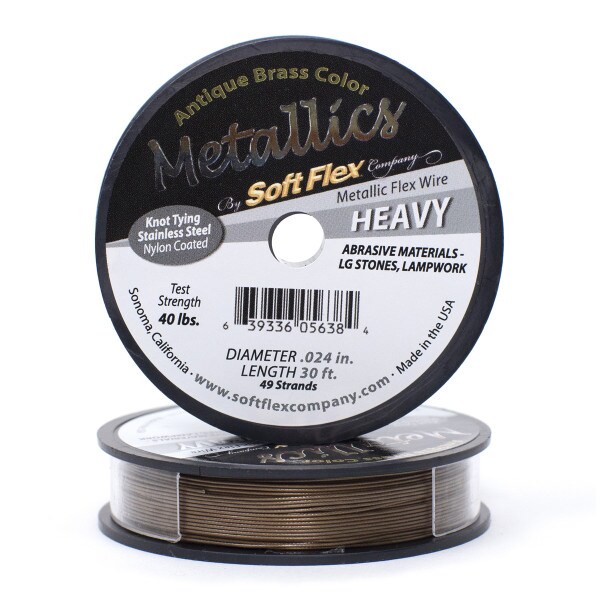 Antique Brass Color
Metallics
By Soft Flex Company
Metallic Flex Wire
HEAVY
Knot Tying
Stainless Steel
Nylon Coated
ABRASIVE MATERIALS -
LG STONES, LAMPWORK
Test
Strength
40 lbs.
6 39336 05638 4
DIAMETER .024 in.
LENGTH 30 ft.
49 Strands
Sonoma, California · www.softflexcompany.com · Made in the USA
HEAVY
Metallics